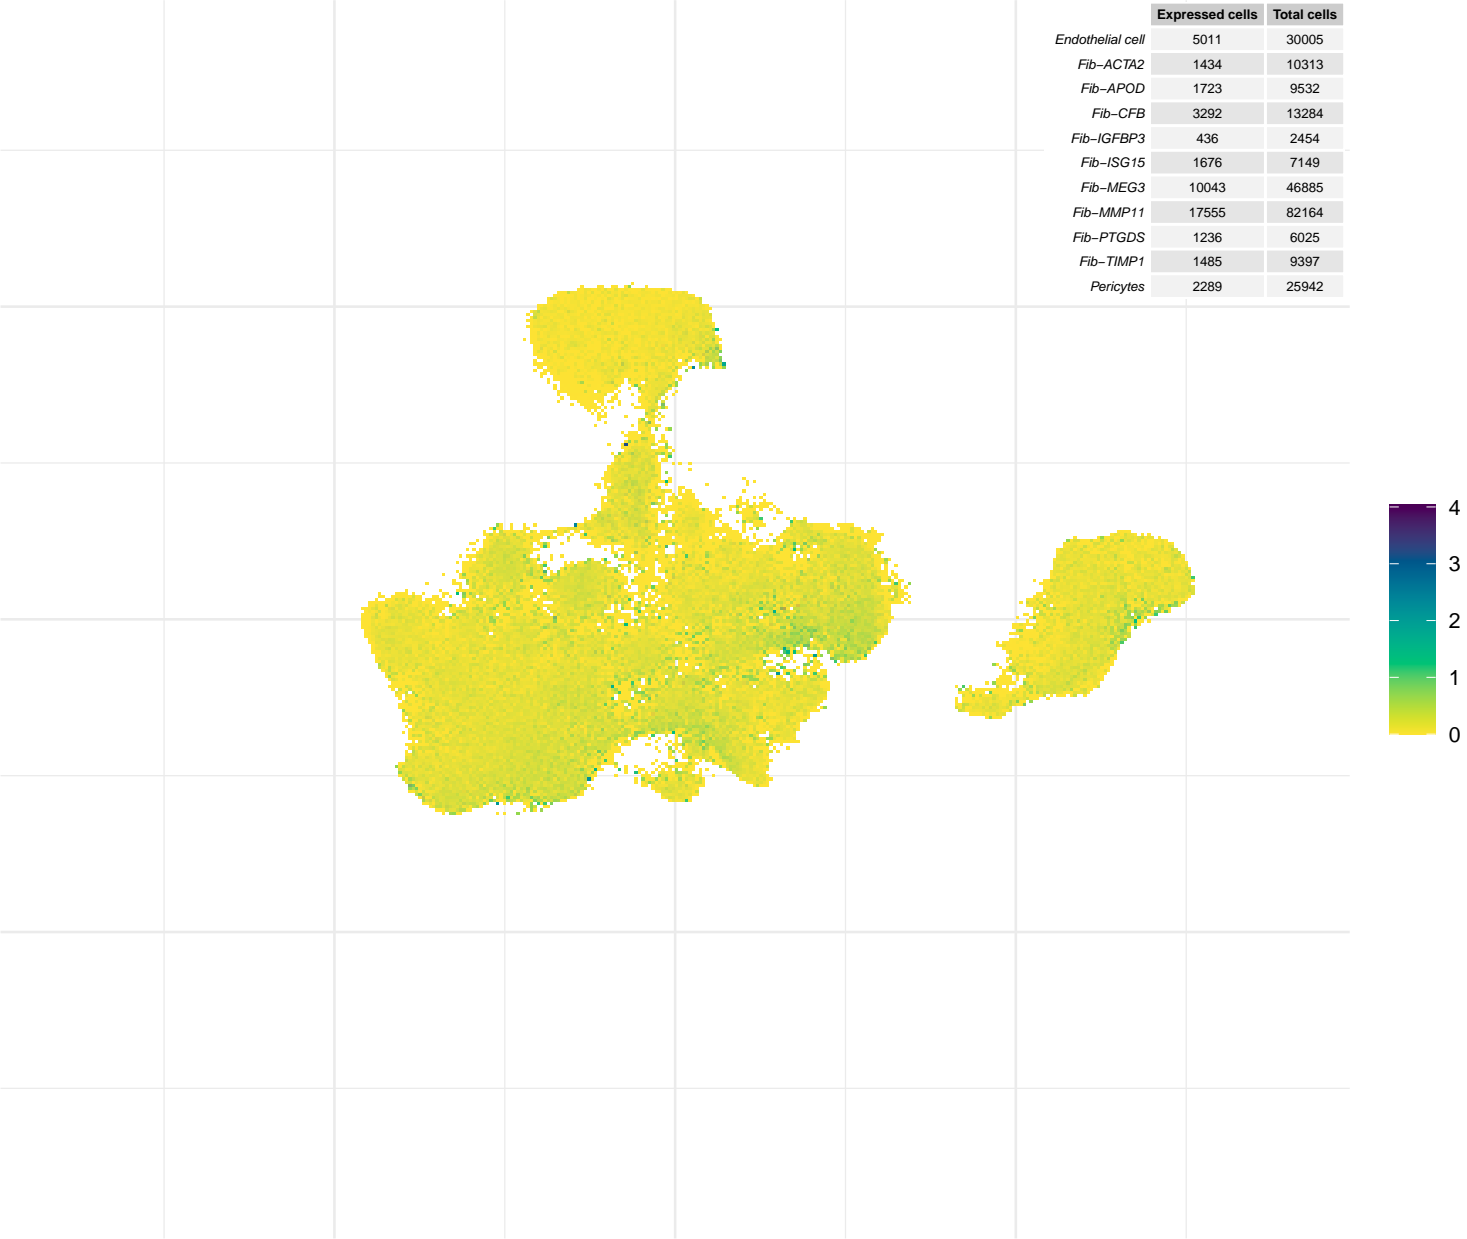 Expressed cells Total cells
Endothelial cell 5011 30005
Fib−ACTA2 1434 10313
Fib−APOD 1723 9532
Fib−CFB 3292 13284
Fib−IGFBP3 436 2454
Fib−ISG15 1676 7149
Fib−MEG3 10043 46885
Fib−MMP11 17555 82164
Fib−PTGDS 1236 6025
Fib−TIMP1 1485 9397
Pericytes 2289 25942
4
3
2
1
0